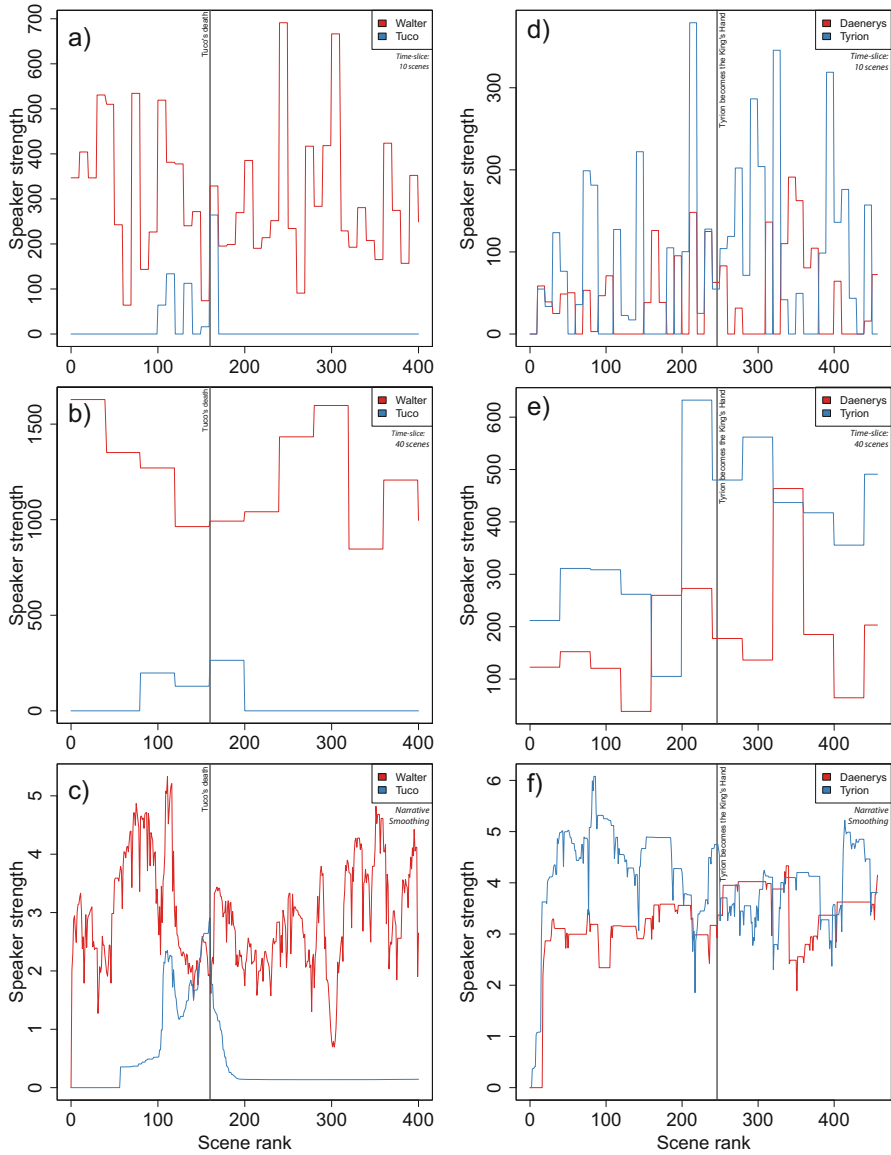 a)
Walter
Tuco
Time-slice:
10 scenes
Tuco's death
Speaker strength
0
100
200
300
400
500
600
700
0
100
200
300
400
d)
Daenerys
Tyrion
Time-slice:
10 scenes
Tyrion becomes the King's Hand
Speaker strength
0
100
200
300
0
100
200
300
400
b)
Walter
Tuco
Time-slice:
40 scenes
Tuco's death
Speaker strength
0
500
1000
1500
0
100
200
300
400
e)
Daenerys
Tyrion
Time-slice:
40 scenes
Tyrion becomes the King's Hand
Speaker strength
100
200
300
400
500
600
0
100
200
300
400
c)
Walter
Tuco
Narrative
Smoothing
Tuco's death
Speaker strength
0
1
2
3
4
5
0
100
200
300
400
Scene rank
f)
Daenerys
Tyrion
Narrative
Smoothing
Tyrion becomes the King's Hand
Speaker strength
0
1
2
3
4
5
6
0
100
200
300
400
Scene rank